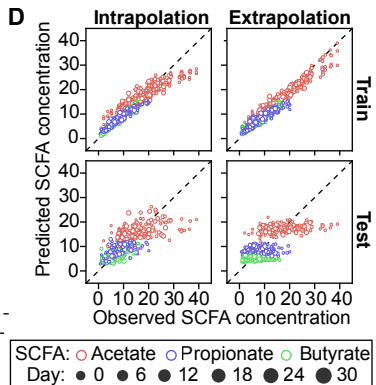 D
Intrapolation Extrapolation
40
30
20
10
0
Train
40
30
20
10
0
Test
Predicted SCFA concentration
0 10 20 30 40 0 10 20 30 40
Observed SCFA concentration
SCFA: Acetate Propionate Butyrate
Day: 0 6 12 18 24 30